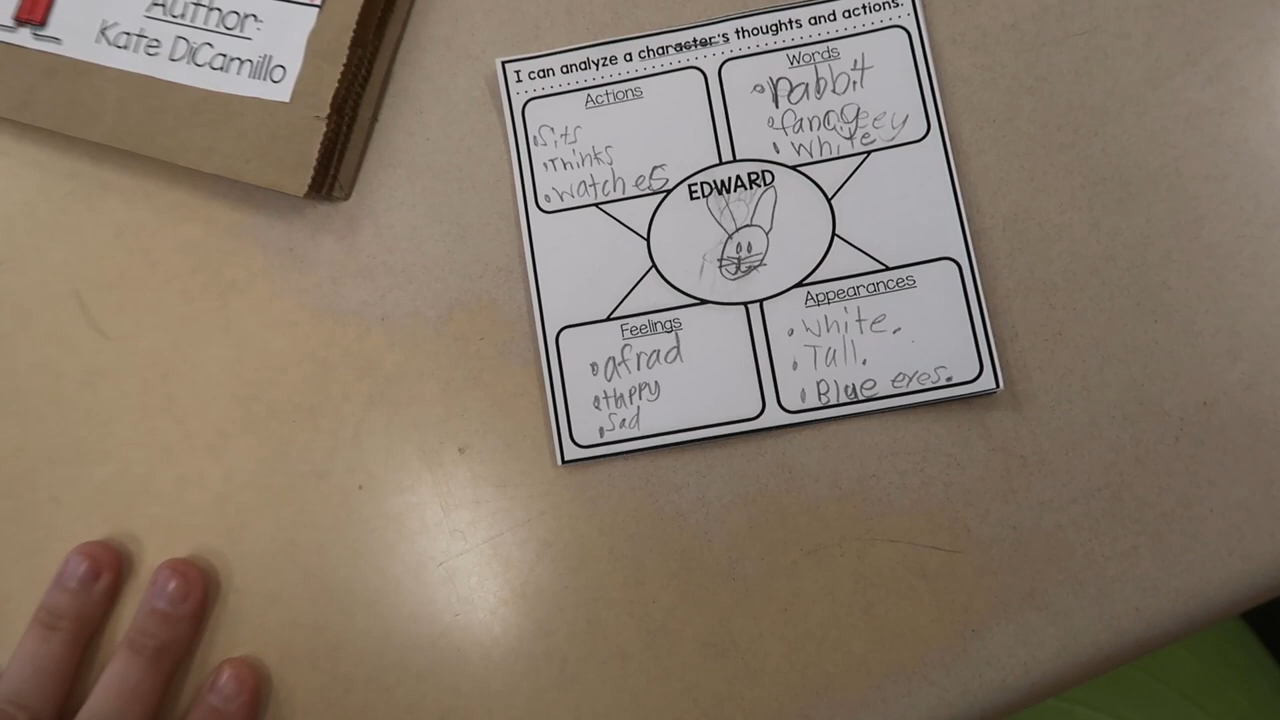 Author:
Kate DiCamillo
I can analyze a character's thoughts and actions.
Actions
•Sits
•Thinks
•watches
Words
•rabbit
•white
EDWARD
Feelings
•afrad
•Happy
•Sad
Appearances
•white.
•Tall.
•Blue eyes.